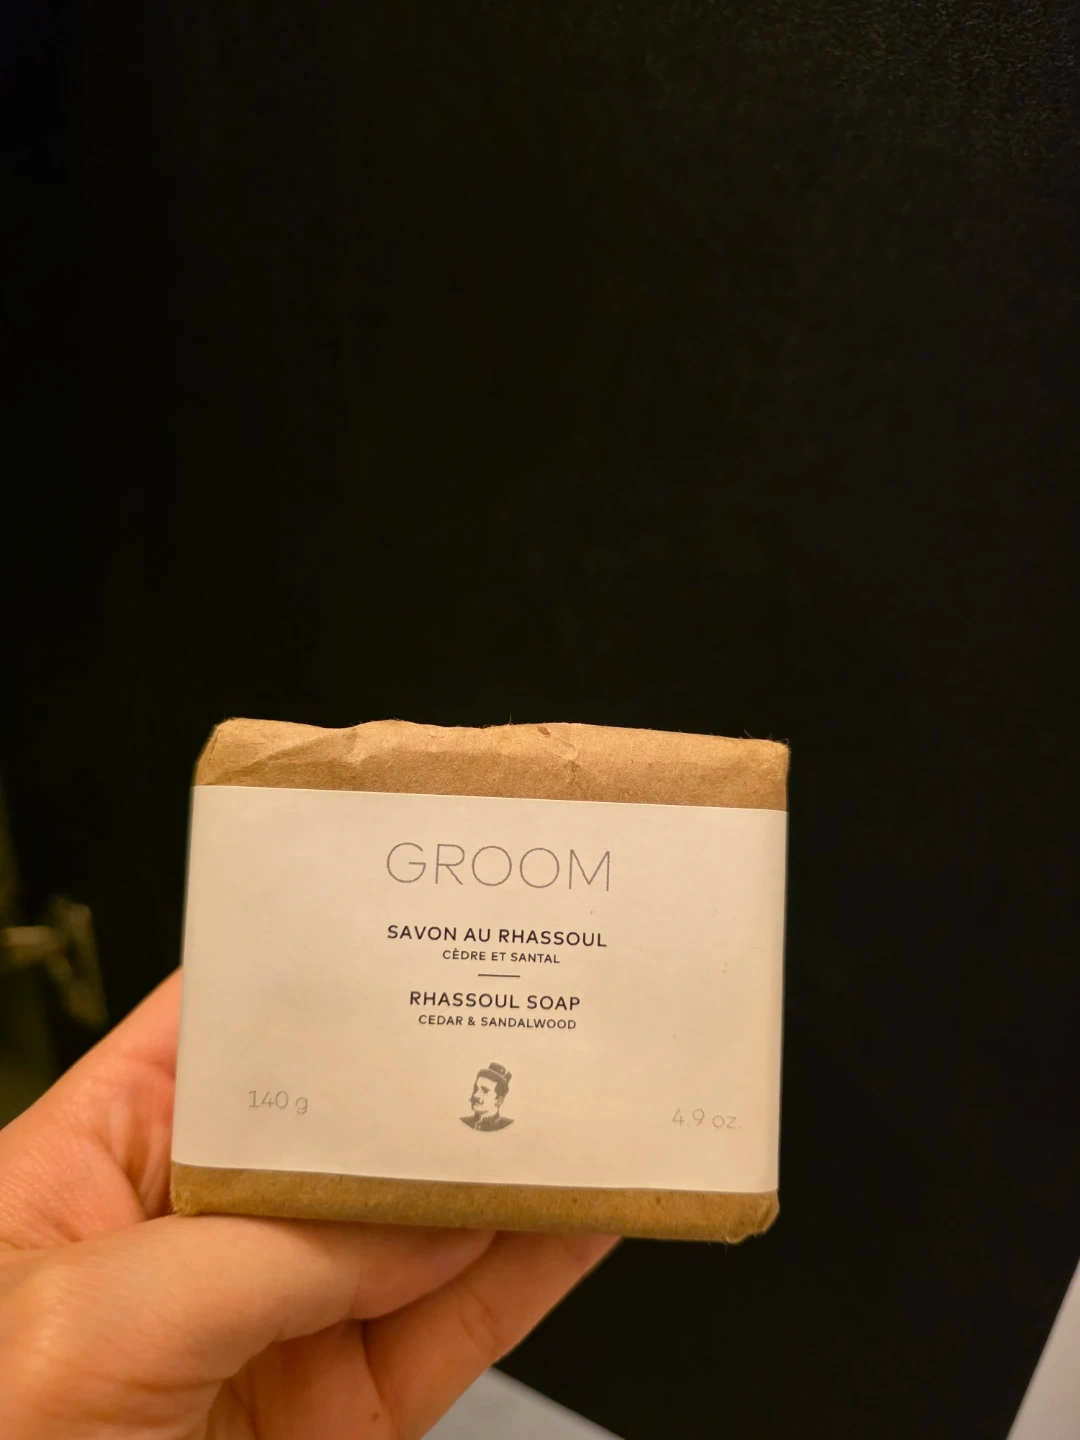 GROOM
SAVON AU RHASSOUL
CÈDRE ET SANTAL
RHASSOUL SOAP
CEDAR & SANDALWOOD
140 g
4.9 oz.